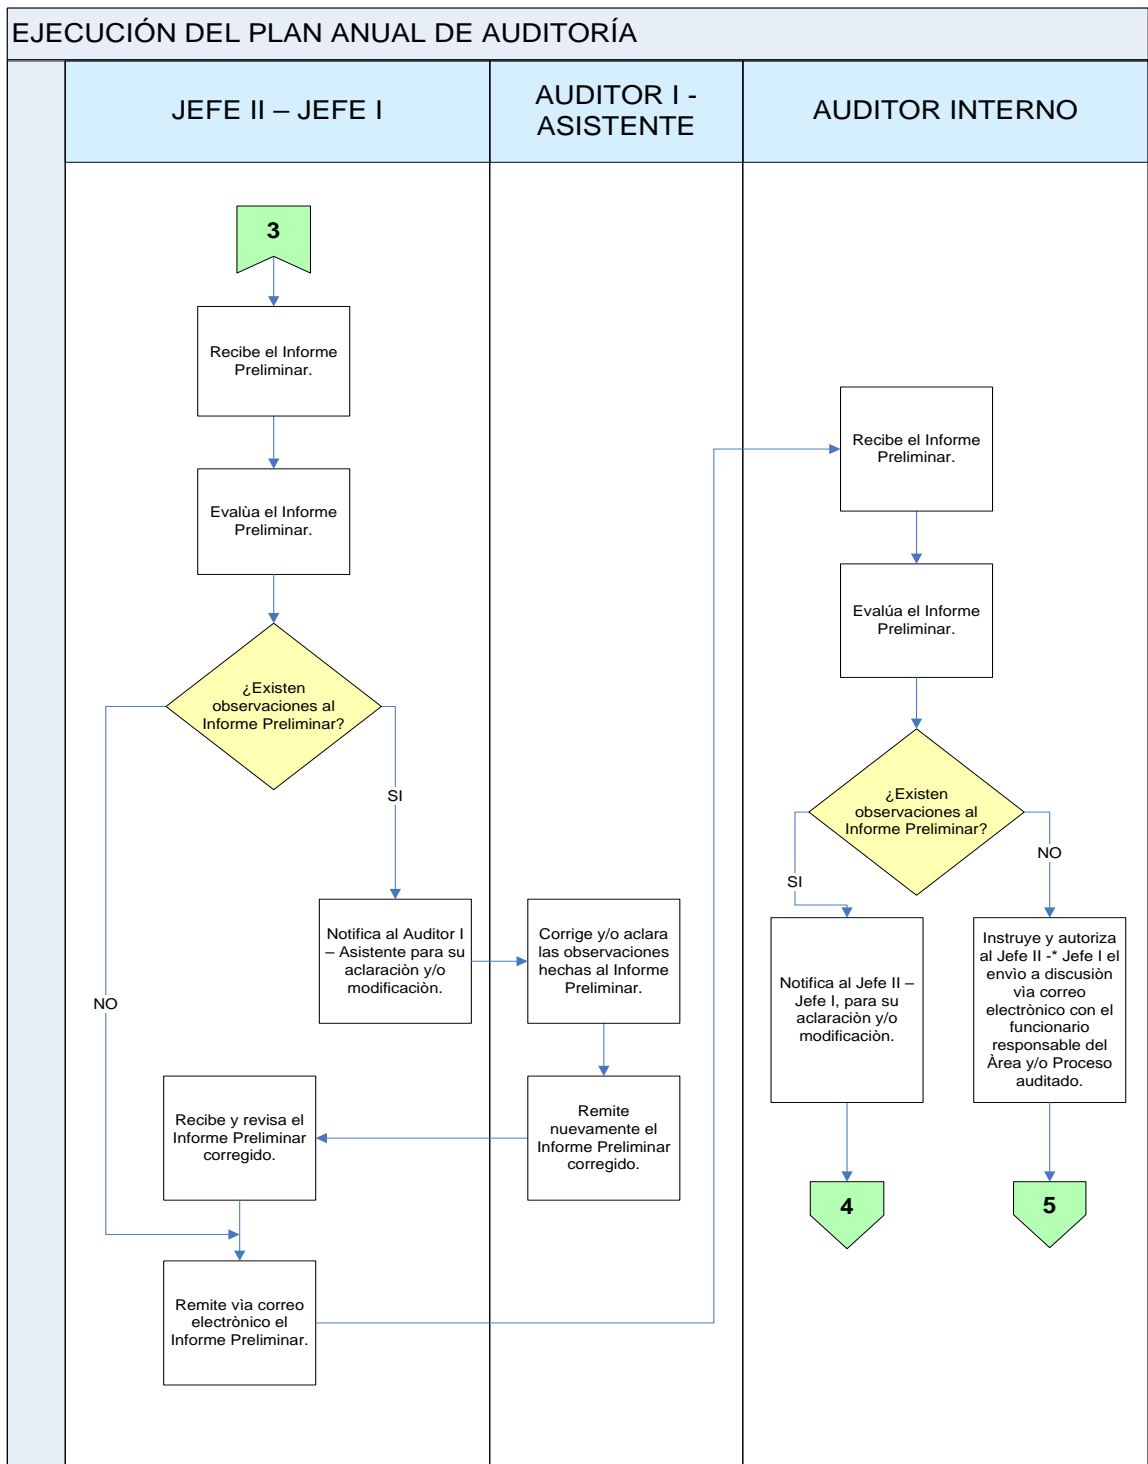 EJECUCIÒN DEL PLAN ANUAL DE AUDITORÍA
JEFE II – JEFE I
AUDITOR I -
ASISTENTE
AUDITOR INTERNO
3
Recibe el Informe
Preliminar.
Evalùa el Informe
Preliminar.
¿Existen
observaciones al
Informe Preliminar?
SI
NO
Notifica al Auditor I
– Asistente para su
aclaraciòn y/o
modificaciòn.
Corrige y/o aclara
las observaciones
hechas al Informe
Preliminar.
Remite
nuevamente el
Informe Preliminar
corregido.
Recibe y revisa el
Informe Preliminar
corregido.
Remite vìa correo
electrònico el
Informe Preliminar.
Recibe el Informe
Preliminar.
Evalúa el Informe
Preliminar.
¿Existen
observaciones al
Informe Preliminar?
SI
NO
Notifica al Jefe II –
Jefe I, para su
aclaraciòn y/o
modificaciòn.
Instruye y autoriza
al Jefe II -* Jefe I el
envìo a discusiòn
vìa correo
electrònico con el
funcionario
responsable del
Àrea y/o Proceso
auditado.
4
5